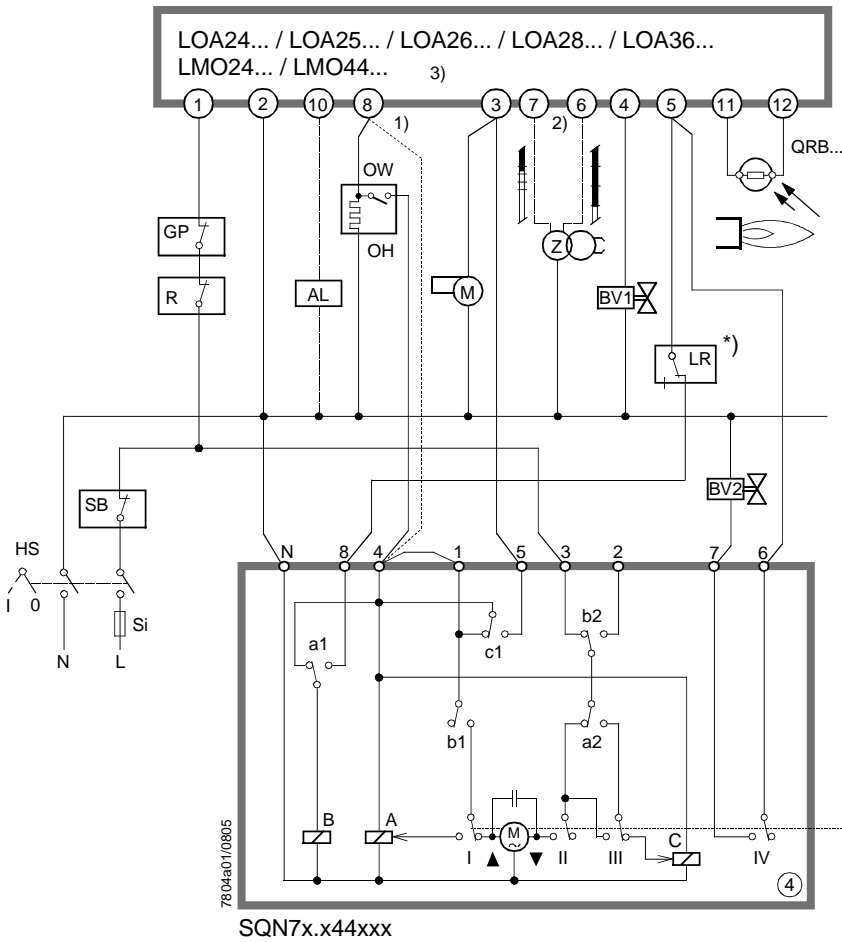 LOA24... / LOA25... / LOA26... / LOA28... / LOA36...
LMO24... / LMO44... 3)
1 2 10 8 3 7 6 4 5 11 12
1) 2)
QRB...
OW
GP
OH
Z
R
AL
M
BV1
LR *)
SB
BV2
HS
N 8 4 1 5 3 2 7 6
I 0
Si
b2
a1
c1
N L
b1
a2
B A M ~ C
I II III IV
4
7804a01/0805
SQN7x.x44xxx